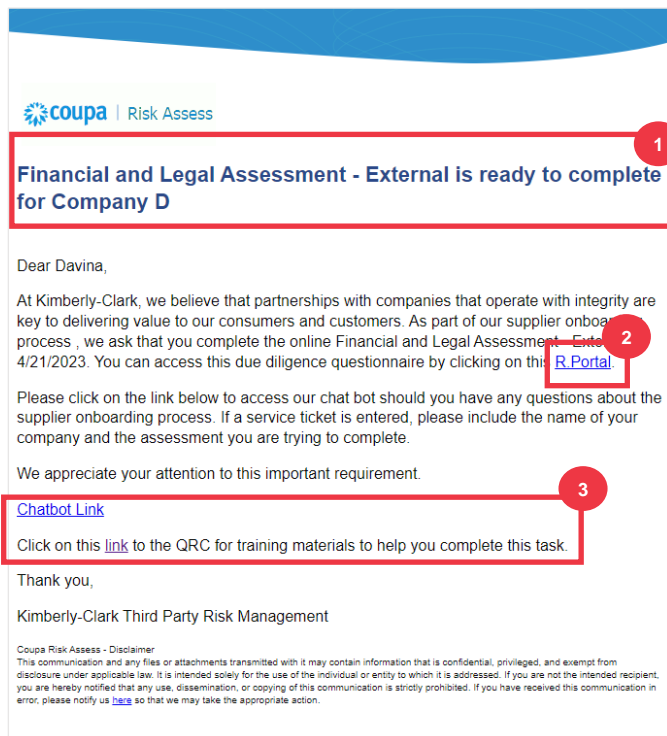 coupa | Risk Assess
1
Financial and Legal Assessment - External is ready to complete
for Company D
Dear Davina,
At Kimberly-Clark, we believe that partnerships with companies that operate with integrity are
key to delivering value to our consumers and customers. As part of our supplier
process , we ask that you complete the online Financial and Legal Assessment -
2
4/21/2023. You can access this due diligence questionnaire by clicking on this R.Portal.
Please click on the link below to access our chat bot should you have any questions about the
supplier onboarding process. If a service ticket is entered, please include the name of your
company and the assessment you are trying to complete.
We appreciate your attention to this important requirement.
3
Chatbot Link
Click on this link to the QRC for training materials to help you complete this task.
Thank you,
Kimberly-Clark Third Party Risk Management
Coupa Risk Assess - Disclaimer
This communication and any files or attachments transmitted with it may contain information that is confidential, privileged, and exempt from
disclosure under applicable law. It is intended solely for the use of the individual or entity to which it is addressed. If you are not the intended recipient,
you are hereby notified that any use, dissemination, or copying of this communication is strictly prohibited. If you have received this communication in
error, please notify us here so that we may take the appropriate action.